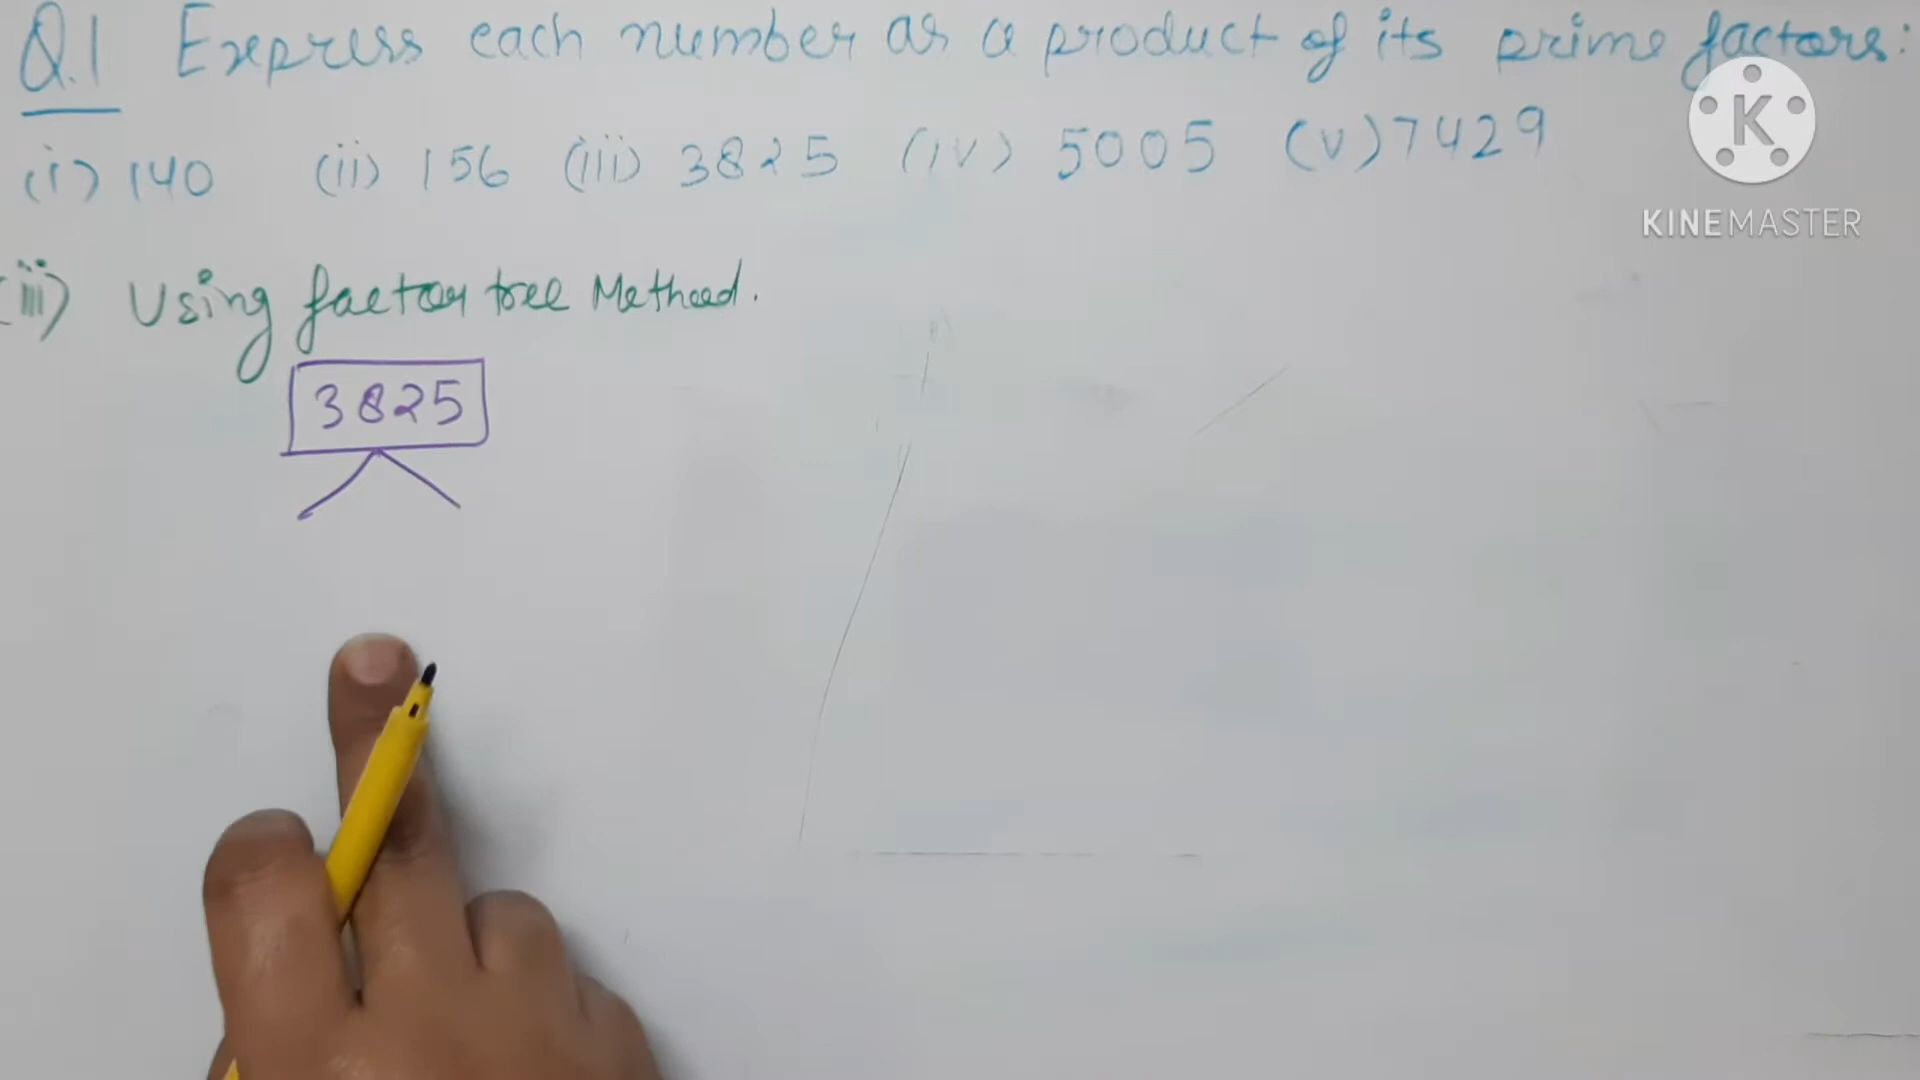 Q.1 Express each number as a product of its prime factors:
(i) 140 (ii) 156 (iii) 3825 (iv) 5005 (v) 7429
K
KINEMASTER
(iii) Using factor tree Method.
3825